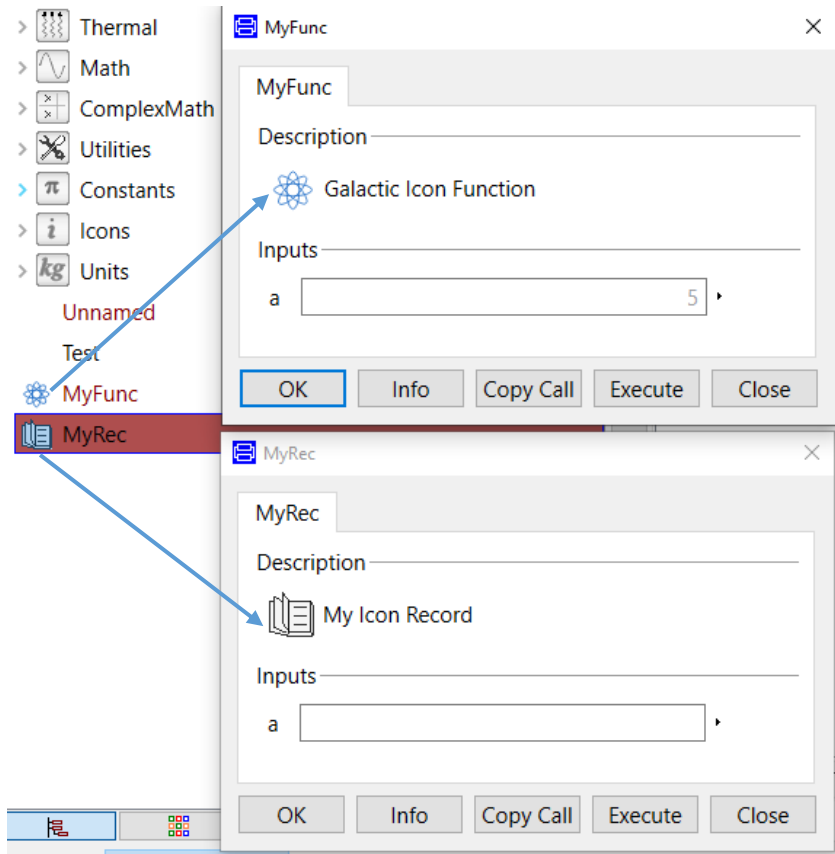 Thermal
Math
ComplexMath
Utilities
π Constants
i Icons
kg Units
Unnamed
Test
MyFunc
MyRec
MyFunc
MyFunc
Description
Galactic Icon Function
Inputs
a 5
OK Info Copy Call Execute Close
MyRec
MyRec
Description
My Icon Record
Inputs
a
OK Info Copy Call Execute Close